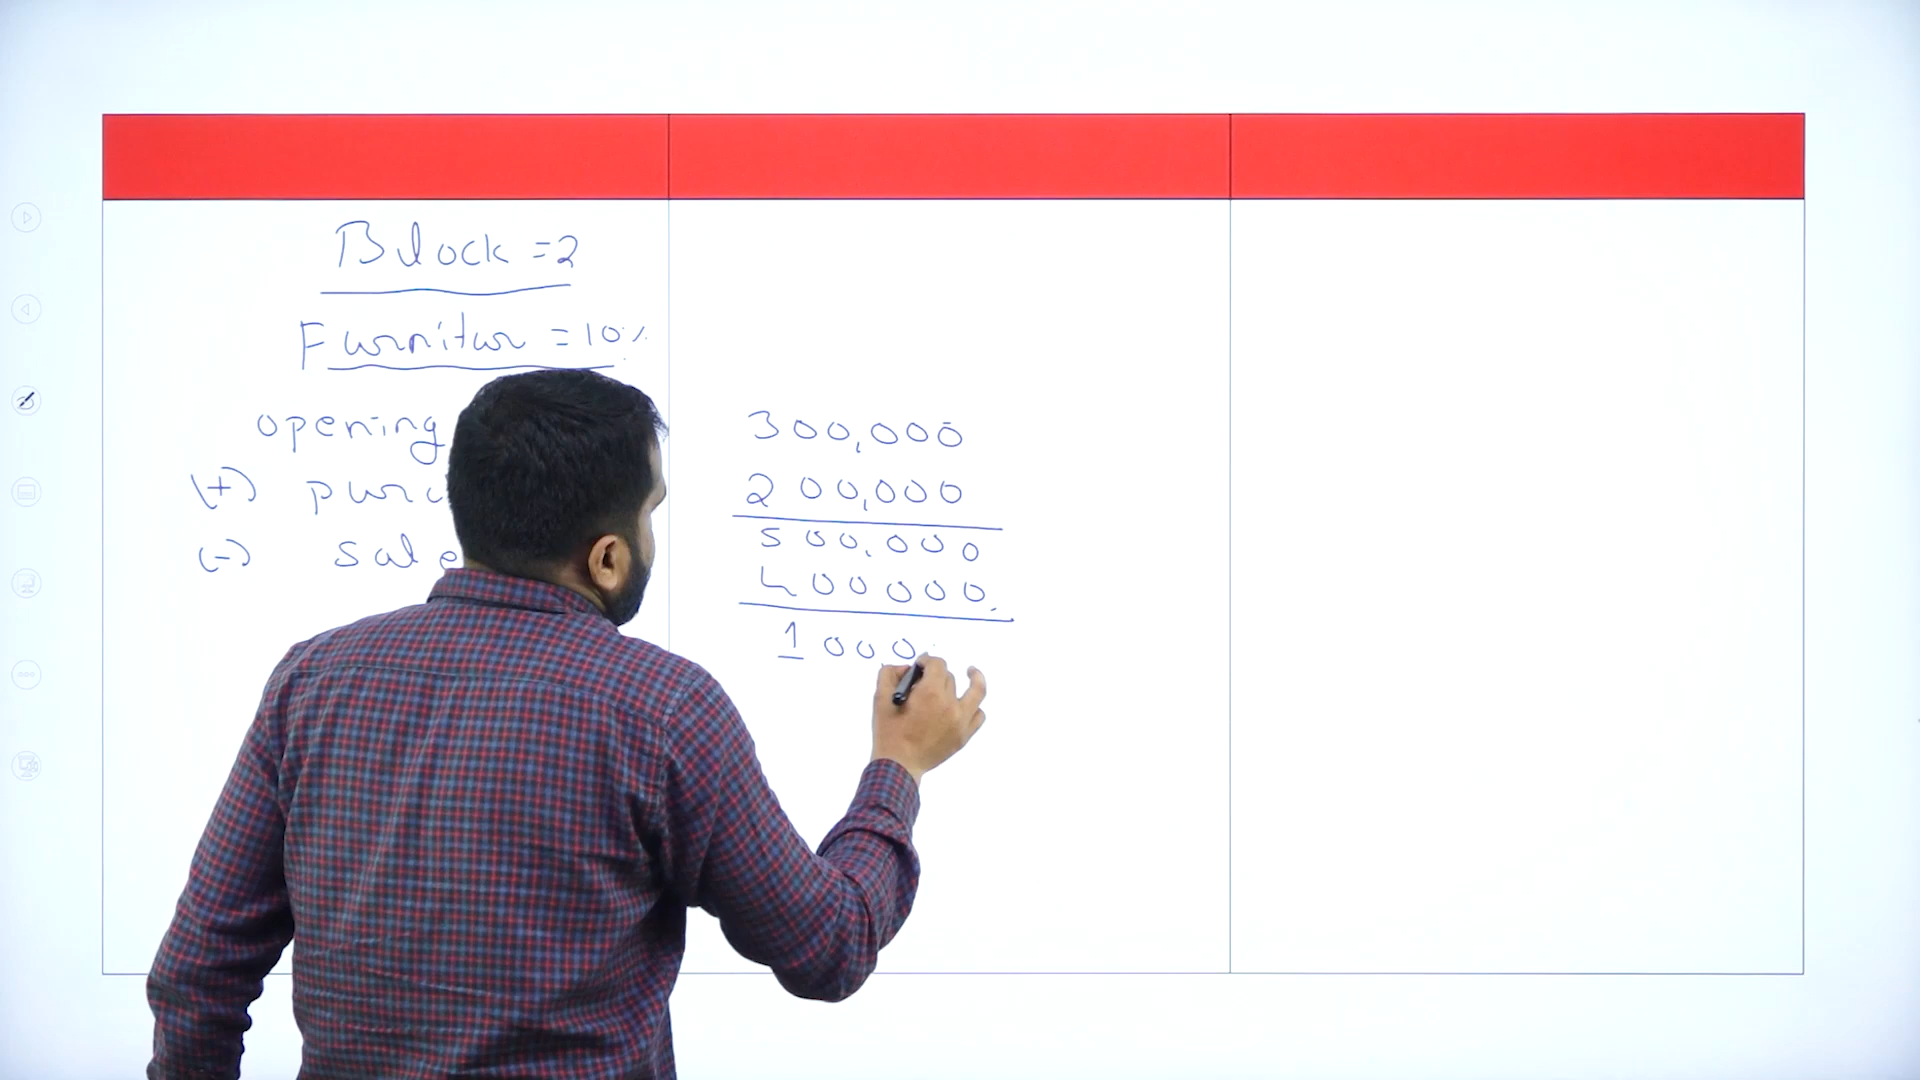 Block = 2
Furnitur = 10%
opening 300,000
(+) purc 200,000
500,000
(-) sale 400000
1000